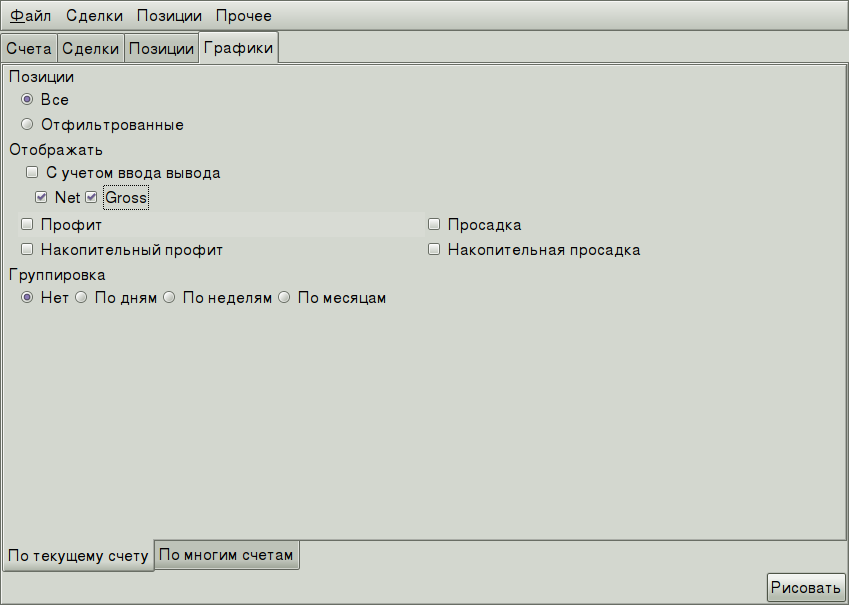 Файл Сделки Позиции Прочее
Счета Сделки Позиции Графики
Позиции
Все
Отфильтрованные
Отображать
С учетом ввода вывода
Net Gross
Профит Просадка
Накопительный профит Накопительная просадка
Группировка
Нет По дням По неделям По месяцам
По текущему счету По многим счетам
Рисовать